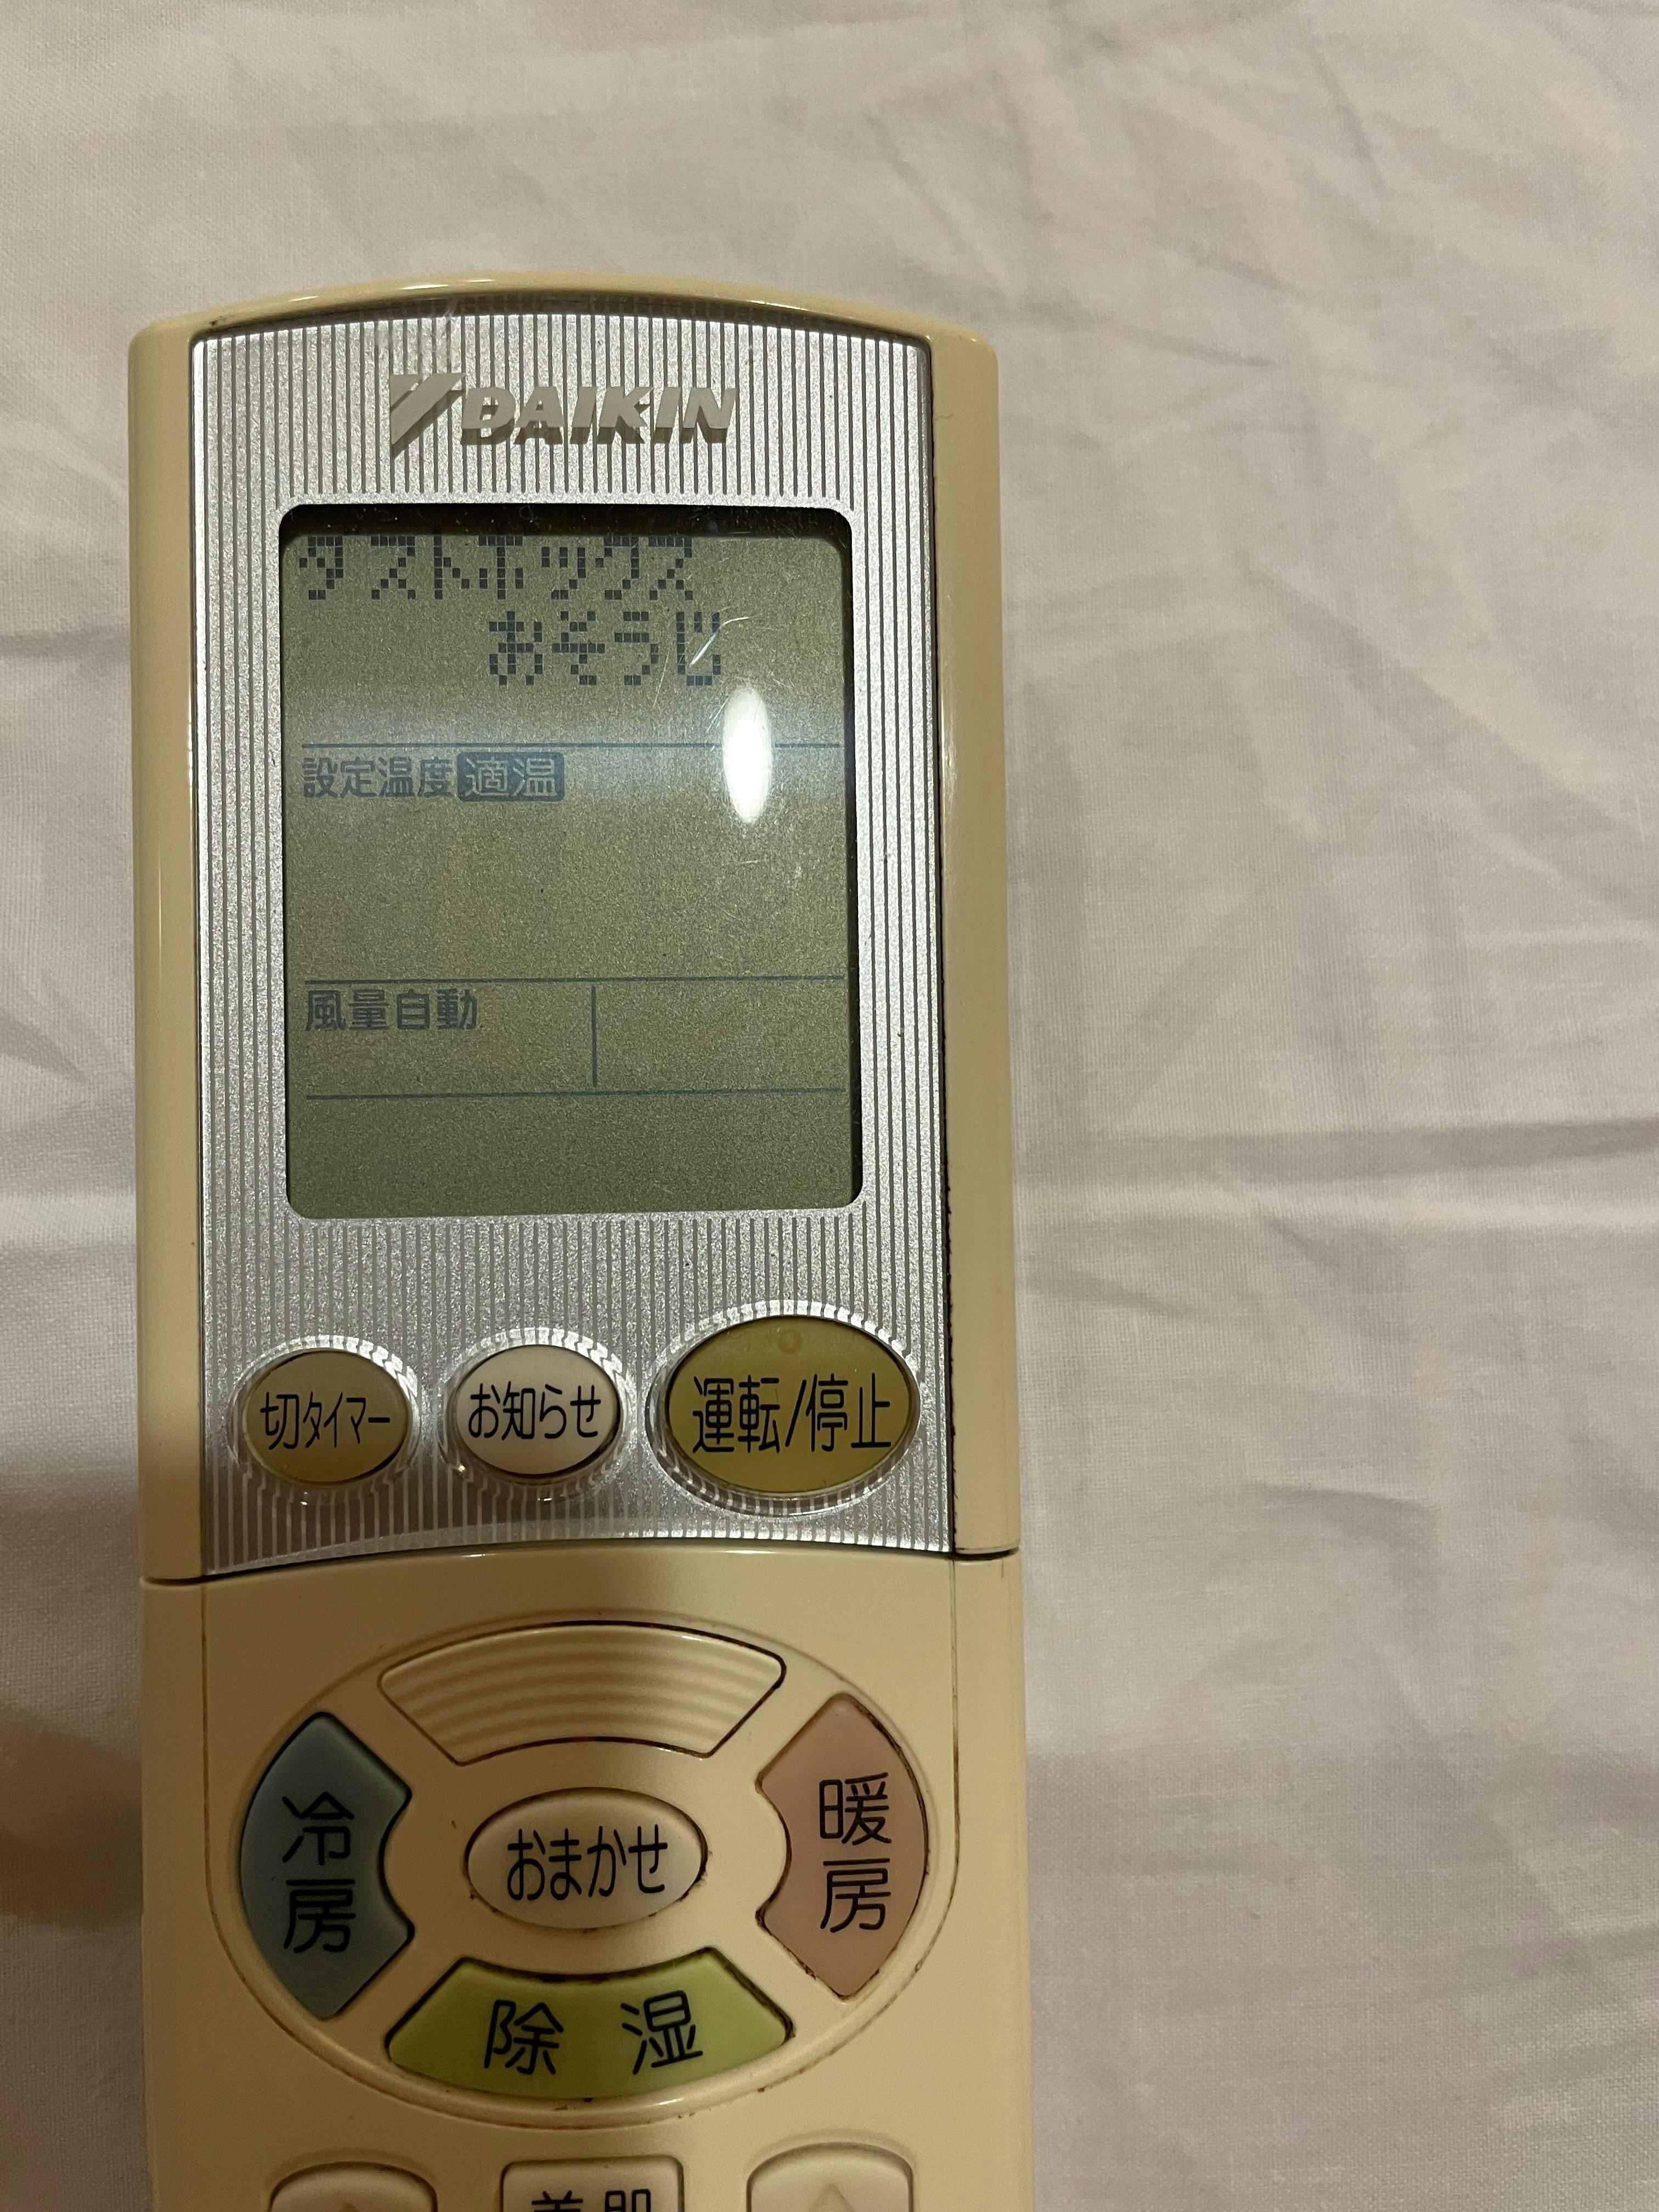 DAIKIN
ダストボックス
おそうじ
設定温度 適温
風量自動
切タイマー
お知らせ
運転/停止
冷房
おまかせ
暖房
除湿